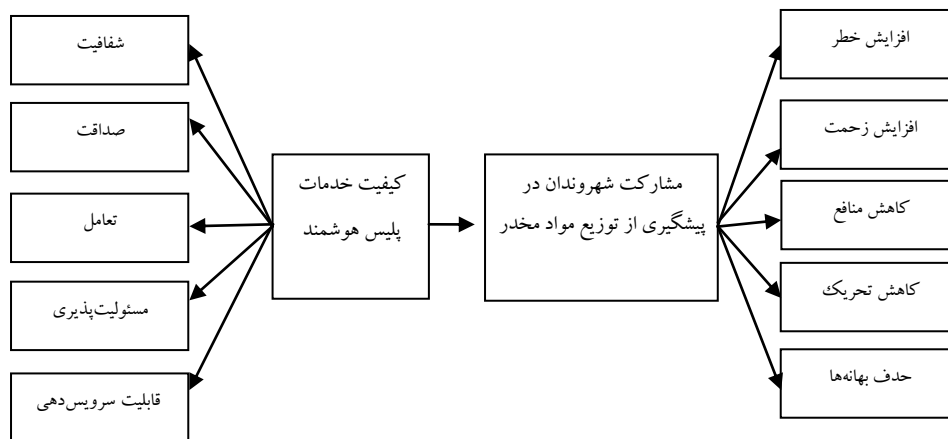 شفافیت
صداقت
تعامل
مسئولیت‌پذیری
قابلیت سرویس‌دهی
کیفیت خدمات
پلیس هوشمند
مشارکت شهروندان در
پیشگیری از توزیع مواد مخدر
افزایش خطر
افزایش زحمت
کاهش منافع
کاهش تحریک
حذف بهانه‌ها